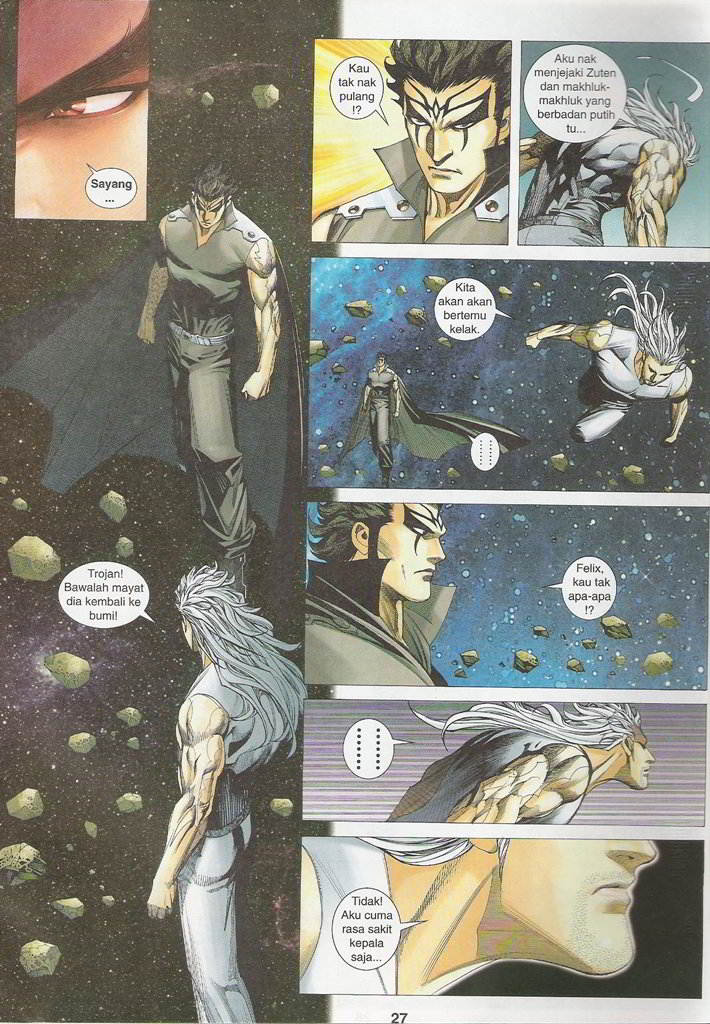 Sayang
...
Trojan!
Bawalah mayat
dia kembali ke
bumi!
Kau
tak nak
pulang
!?
Aku nak
menjejaki Zuten
dan makhluk-
makhluk yang
berbadan putih
tu...
Kita
akan akan
bertemu
kelak.
Felix,
kau tak
apa-apa
!?
Tidak!
Aku cuma
rasa sakit
kepala
saja...
27